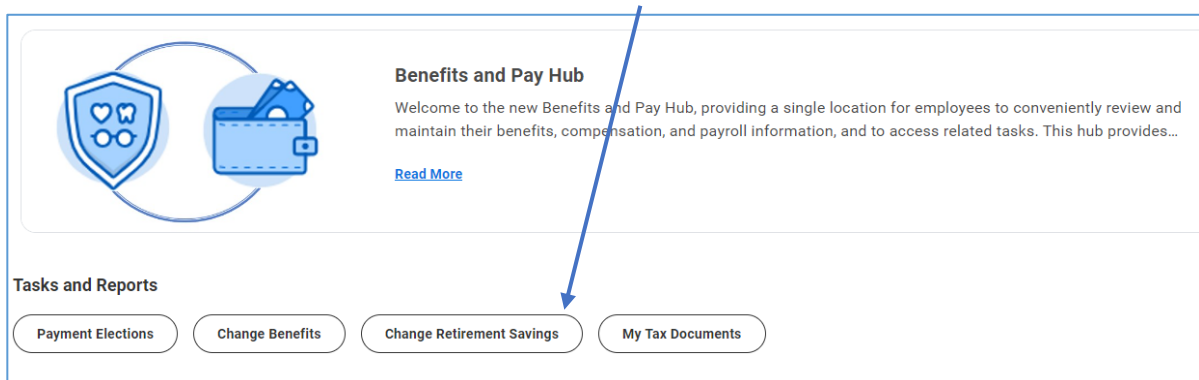 Benefits and Pay Hub
Welcome to the new Benefits and Pay Hub, providing a single location for employees to conveniently review and
maintain their benefits, compensation, and payroll information, and to access related tasks. This hub provides...
Read More
Tasks and Reports
Payment Elections Change Benefits Change Retirement Savings My Tax Documents